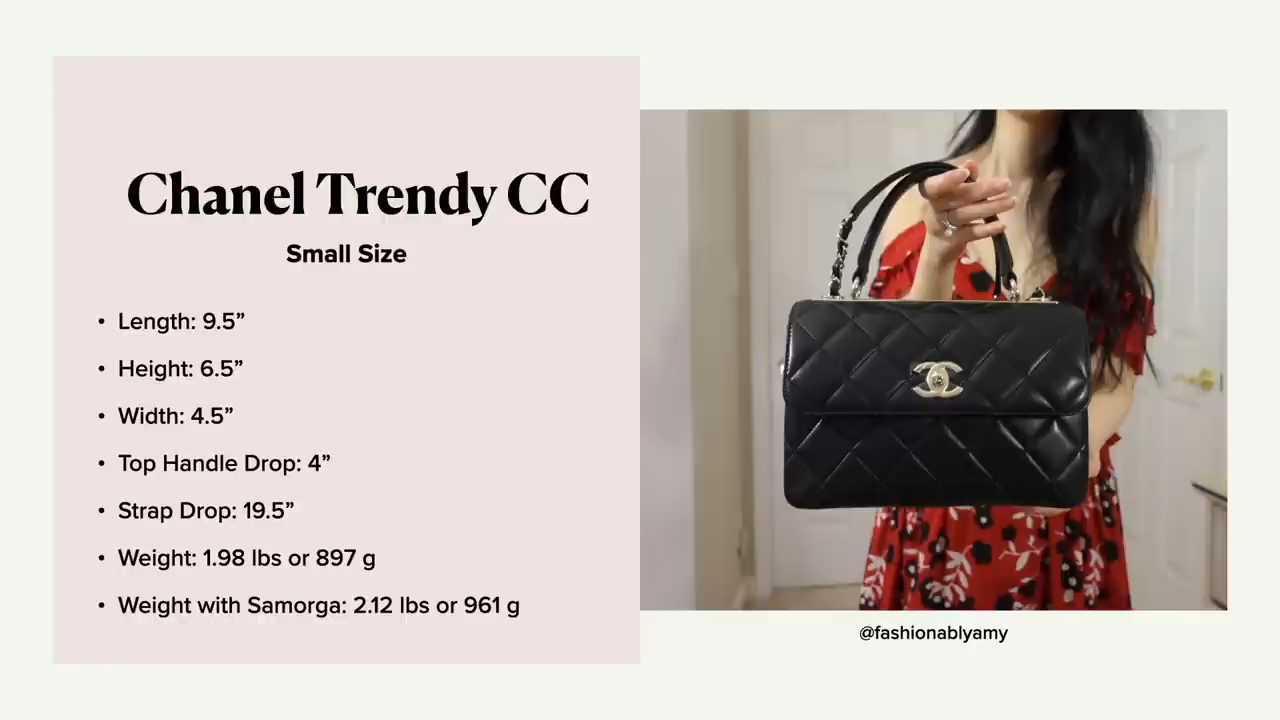 Chanel Trendy CC
Small Size
• Length: 9.5”
• Height: 6.5”
• Width: 4.5”
• Top Handle Drop: 4”
• Strap Drop: 19.5”
• Weight: 1.98 lbs or 897 g
• Weight with Samorga: 2.12 lbs or 961 g
@fashionablyamy